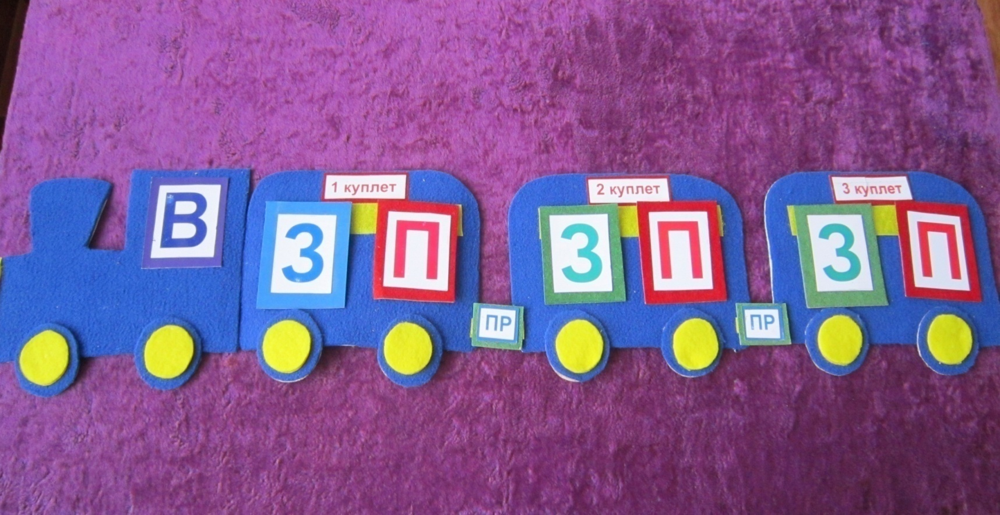 В
1 куплет
З П
ПР
2 куплет
З П
ПР
3 куплет
З П